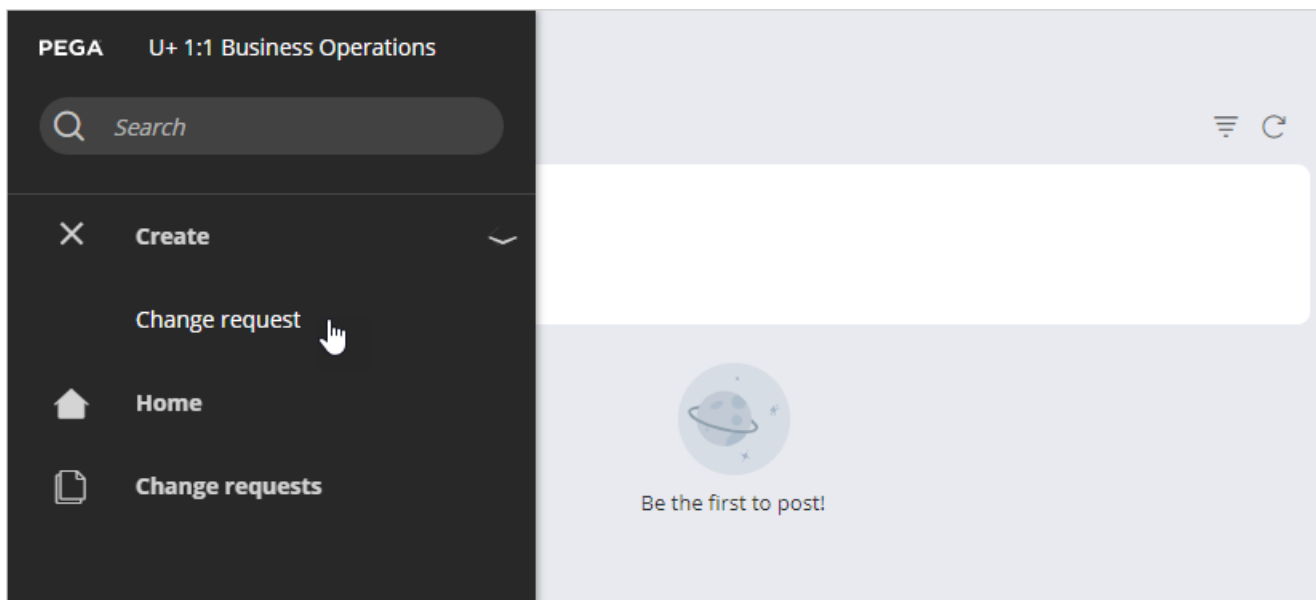 PEGA U+ 1:1 Business Operations
Search
Create
Change request
Home
Change requests
Be the first to post!